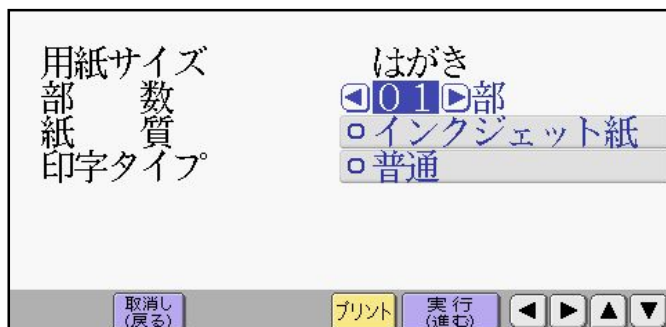 用紙サイズ はがき
部 数 ◀01▶部
紙 質 インクジェット紙
印字タイプ 普通
取消し プリント 実行
(戻る) (進む)